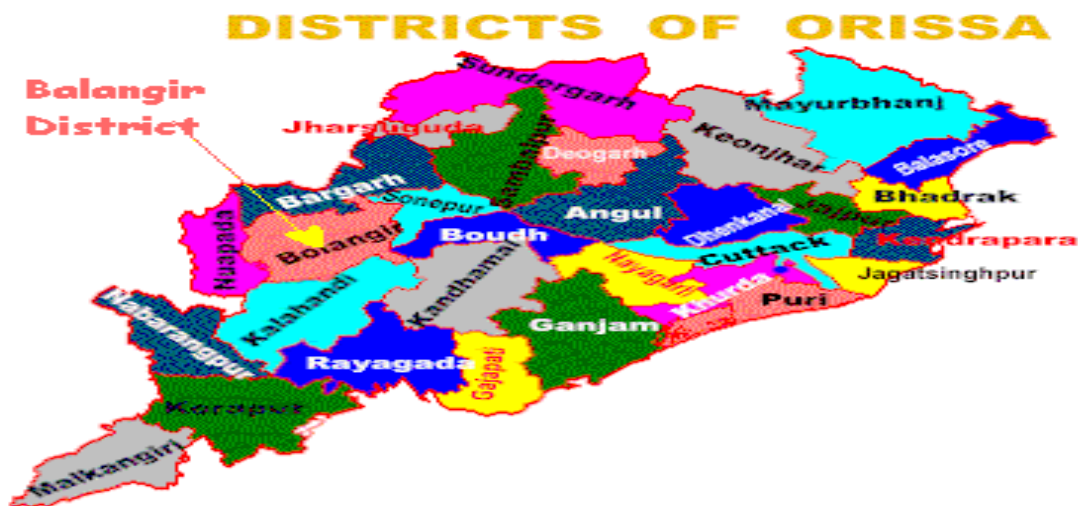 DISTRICTS OF ORISSA
Balangir
District
Sundergarh
Mayurbhanj
Jharsuguda
Keonjhar
Sambalpur
Deogarh
Balasore
Bargarh
Sonepur
Bhadrak
Angul
Dhenkanal
Jajpur
Nuapada
Bolangir
Boudh
Cuttack
Kendrapara
Nayagarh
Jagatsinghpur
Kandhamal
Khurda
Puri
Kalahandi
Nabarangpur
Ganjam
Rayagada
Gajapati
Koraput
Malkangiri